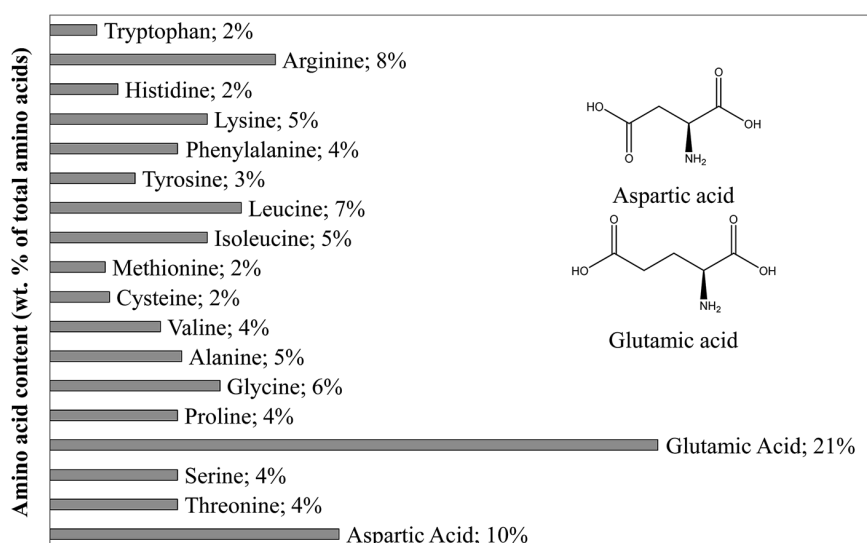 Amino acid content (wt. % of total amino acids)
Tryptophan; 2%
Arginine; 8%
Histidine; 2%
Lysine; 5%
Phenylalanine; 4%
Tyrosine; 3%
Leucine; 7%
Isoleucine; 5%
Methionine; 2%
Cysteine; 2%
Valine; 4%
Alanine; 5%
Glycine; 6%
Proline; 4%
Glutamic Acid; 21%
Serine; 4%
Threonine; 4%
Aspartic Acid; 10%
O
HO
OH
O
NH₂
Aspartic acid
O
O
HO
OH
NH₂
Glutamic acid